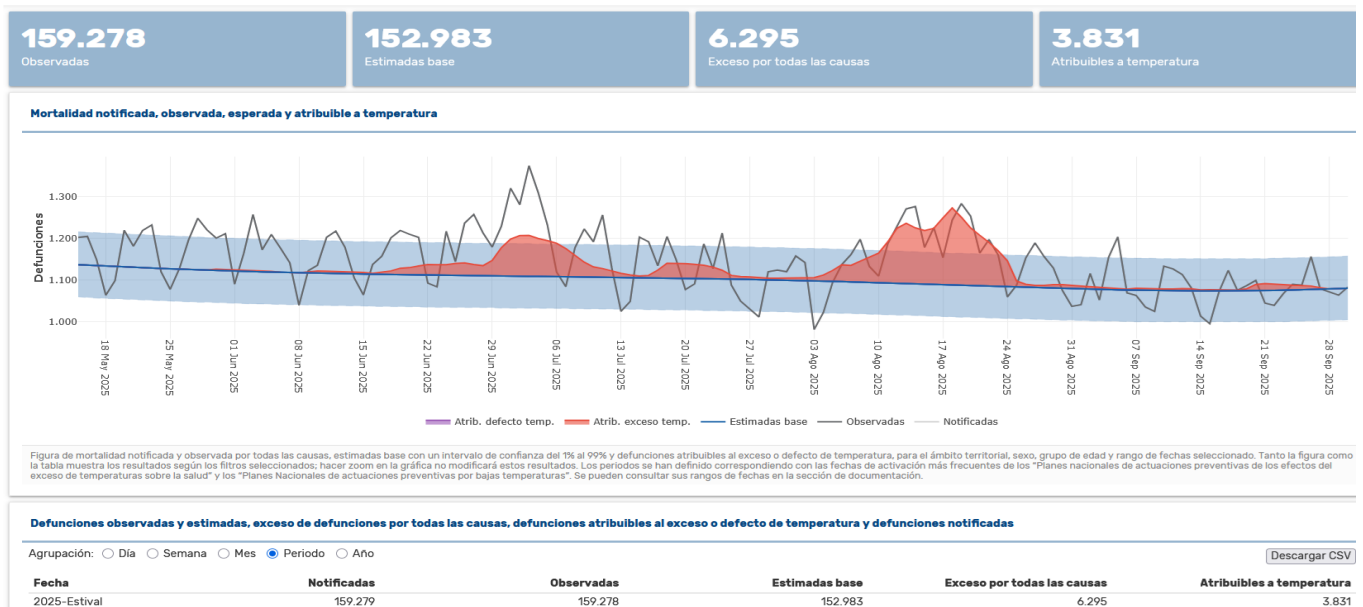 159.278
Observadas
152.983
Estimadas base
6.295
Exceso por todas las causas
3.831
Atribuibles a temperatura
Mortalidad notificada, observada, esperada y atribuible a temperatura
Defunciones
1.300
1.200
1.100
1.000
18 May 2025
25 May 2025
01 Jun 2025
08 Jun 2025
15 Jun 2025
22 Jun 2025
29 Jun 2025
06 Jul 2025
13 Jul 2025
20 Jul 2025
27 Jul 2025
03 Ago 2025
10 Ago 2025
17 Ago 2025
24 Ago 2025
31 Ago 2025
07 Sep 2025
14 Sep 2025
21 Sep 2025
28 Sep 2025
Atrib. defecto temp. Atrib. exceso temp. Estimadas base Observadas Notificadas
Figura de mortalidad notificada y observada por todas las causas, estimadas base con un intervalo de confianza del 1% al 99% y defunciones atribuibles al exceso o defecto de temperatura, para el ámbito territorial, sexo, grupo de edad y rango de fechas seleccionado. Tanto la figura como
la tabla muestra los resultados según los filtros seleccionados; hacer zoom en la gráfica no modificará estos resultados. Los periodos se han definido correspondiendo con las fechas de activación más frecuentes de los "Planes nacionales de actuaciones preventivas de los efectos del
exceso de temperaturas sobre la salud" y los "Planes Nacionales de actuaciones preventivas por bajas temperaturas". Se pueden consultar sus rangos de fechas en la sección de documentación.
Defunciones observadas y estimadas, exceso de defunciones por todas las causas, defunciones atribuibles al exceso o defecto de temperatura y defunciones notificadas
Agrupación: Día Semana Mes Periodo Año
Descargar CSV
Fecha Notificadas Observadas Estimadas base Exceso por todas las causas Atribuibles a temperatura
2025-Estival 159.279 159.278 152.983 6.295 3.831